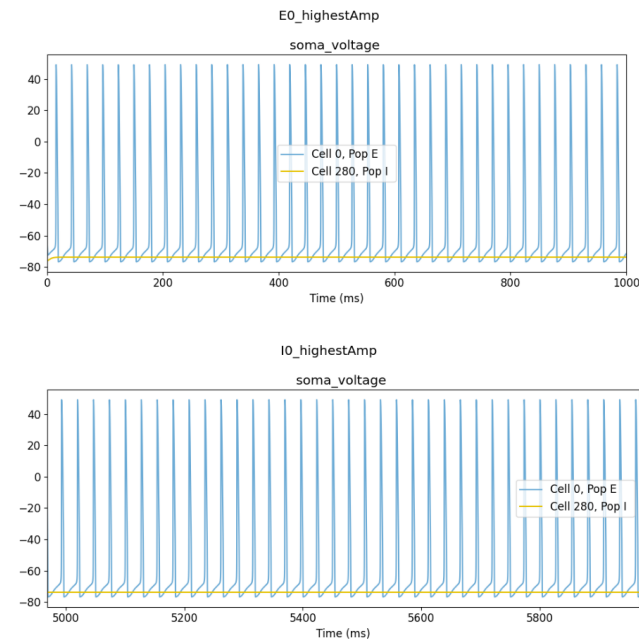 E0_highestAmp
soma_voltage
40
20
0
−20
−40
−60
−80
Cell 0, Pop E
Cell 280, Pop I
0
200
400
600
800
1000
Time (ms)
I0_highestAmp
soma_voltage
40
20
0
−20
−40
−60
−80
Cell 0, Pop E
Cell 280, Pop I
5000
5200
5400
5600
5800
Time (ms)